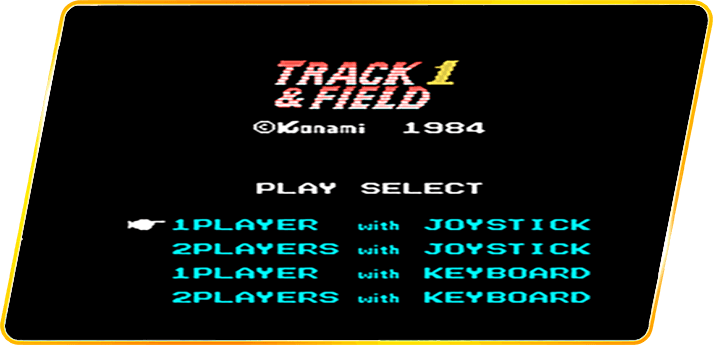 TRACK 1
& FIELD
©Konami 1984
PLAY SELECT
1PLAYER with JOYSTICK
2PLAYERS with JOYSTICK
1PLAYER with KEYBOARD
2PLAYERS with KEYBOARD